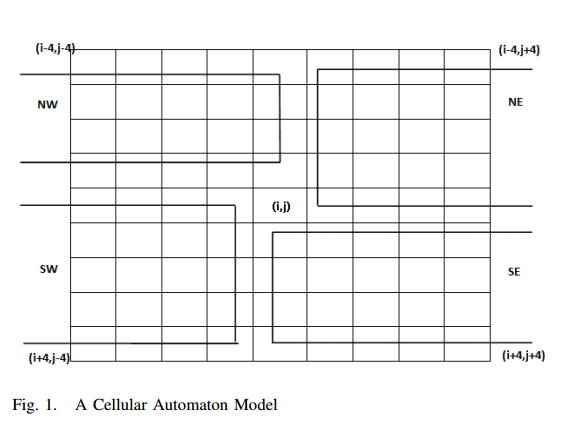 (i-4,j-4)
(i-4,j+4)
NW
NE
(i,j)
SW
SE
(i+4,j-4)
(i+4,j+4)
Fig. 1. A Cellular Automaton Model